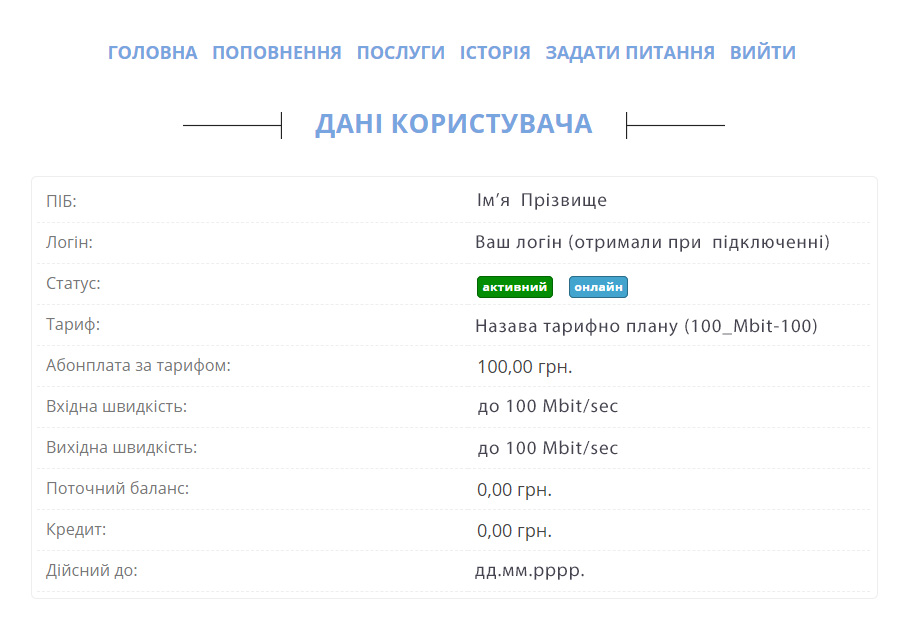 ГОЛОВНА ПОПОВНЕННЯ ПОСЛУГИ ІСТОРІЯ ЗАДАТИ ПИТАННЯ ВИЙТИ
ДАНІ КОРИСТУВАЧА
ПІБ: Ім’я Прізвище
Логін: Ваш логін (отримали при підключенні)
Статус: активний онлайн
Тариф: Назава тарифно плану (100_Mbit-100)
Абонплата за тарифом: 100,00 грн.
Вхідна швидкість: до 100 Mbit/sec
Вихідна швидкість: до 100 Mbit/sec
Поточний баланс: 0,00 грн.
Кредит: 0,00 грн.
Дійсний до: дд.мм.рррр.